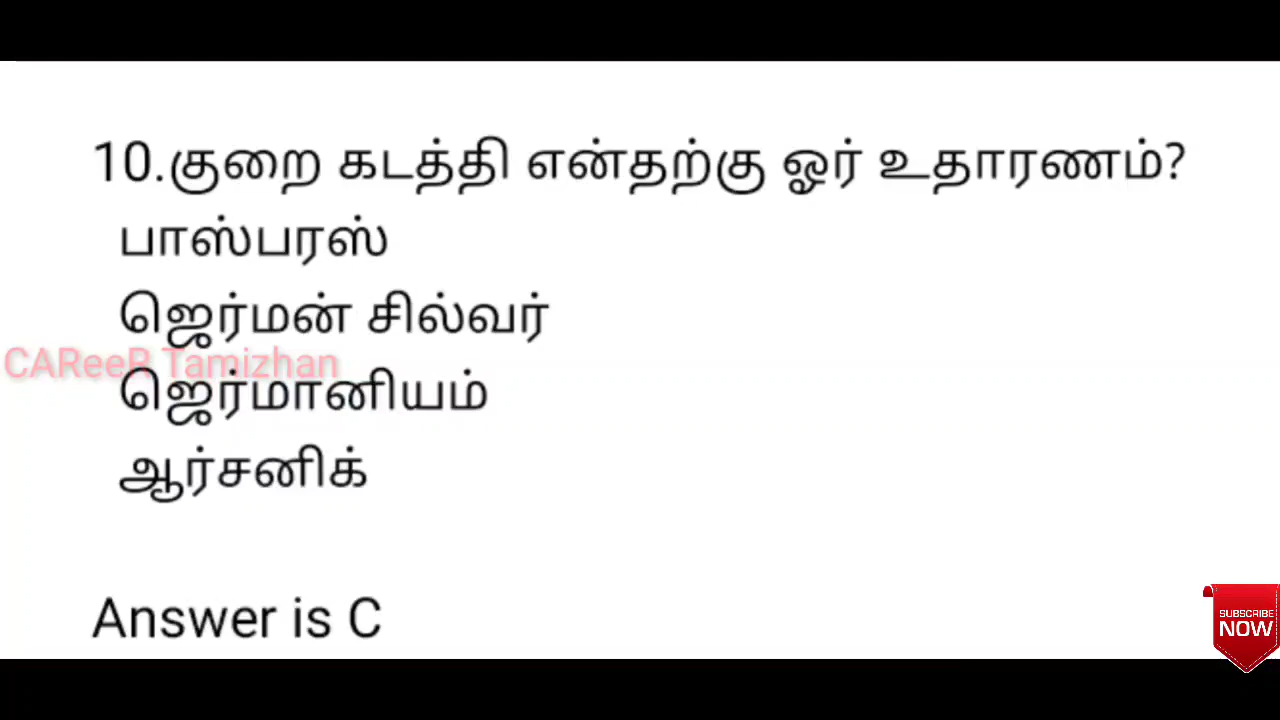 10.குறை கடத்தி என்தற்கு ஓர் உதாரணம்?
பாஸ்பரஸ்
ஜெர்மன் சில்வர்
CAReeR Tamizhan
ஜெர்மானியம்
ஆர்சனிக்
Answer is C
SUBSCRIBE
NOW